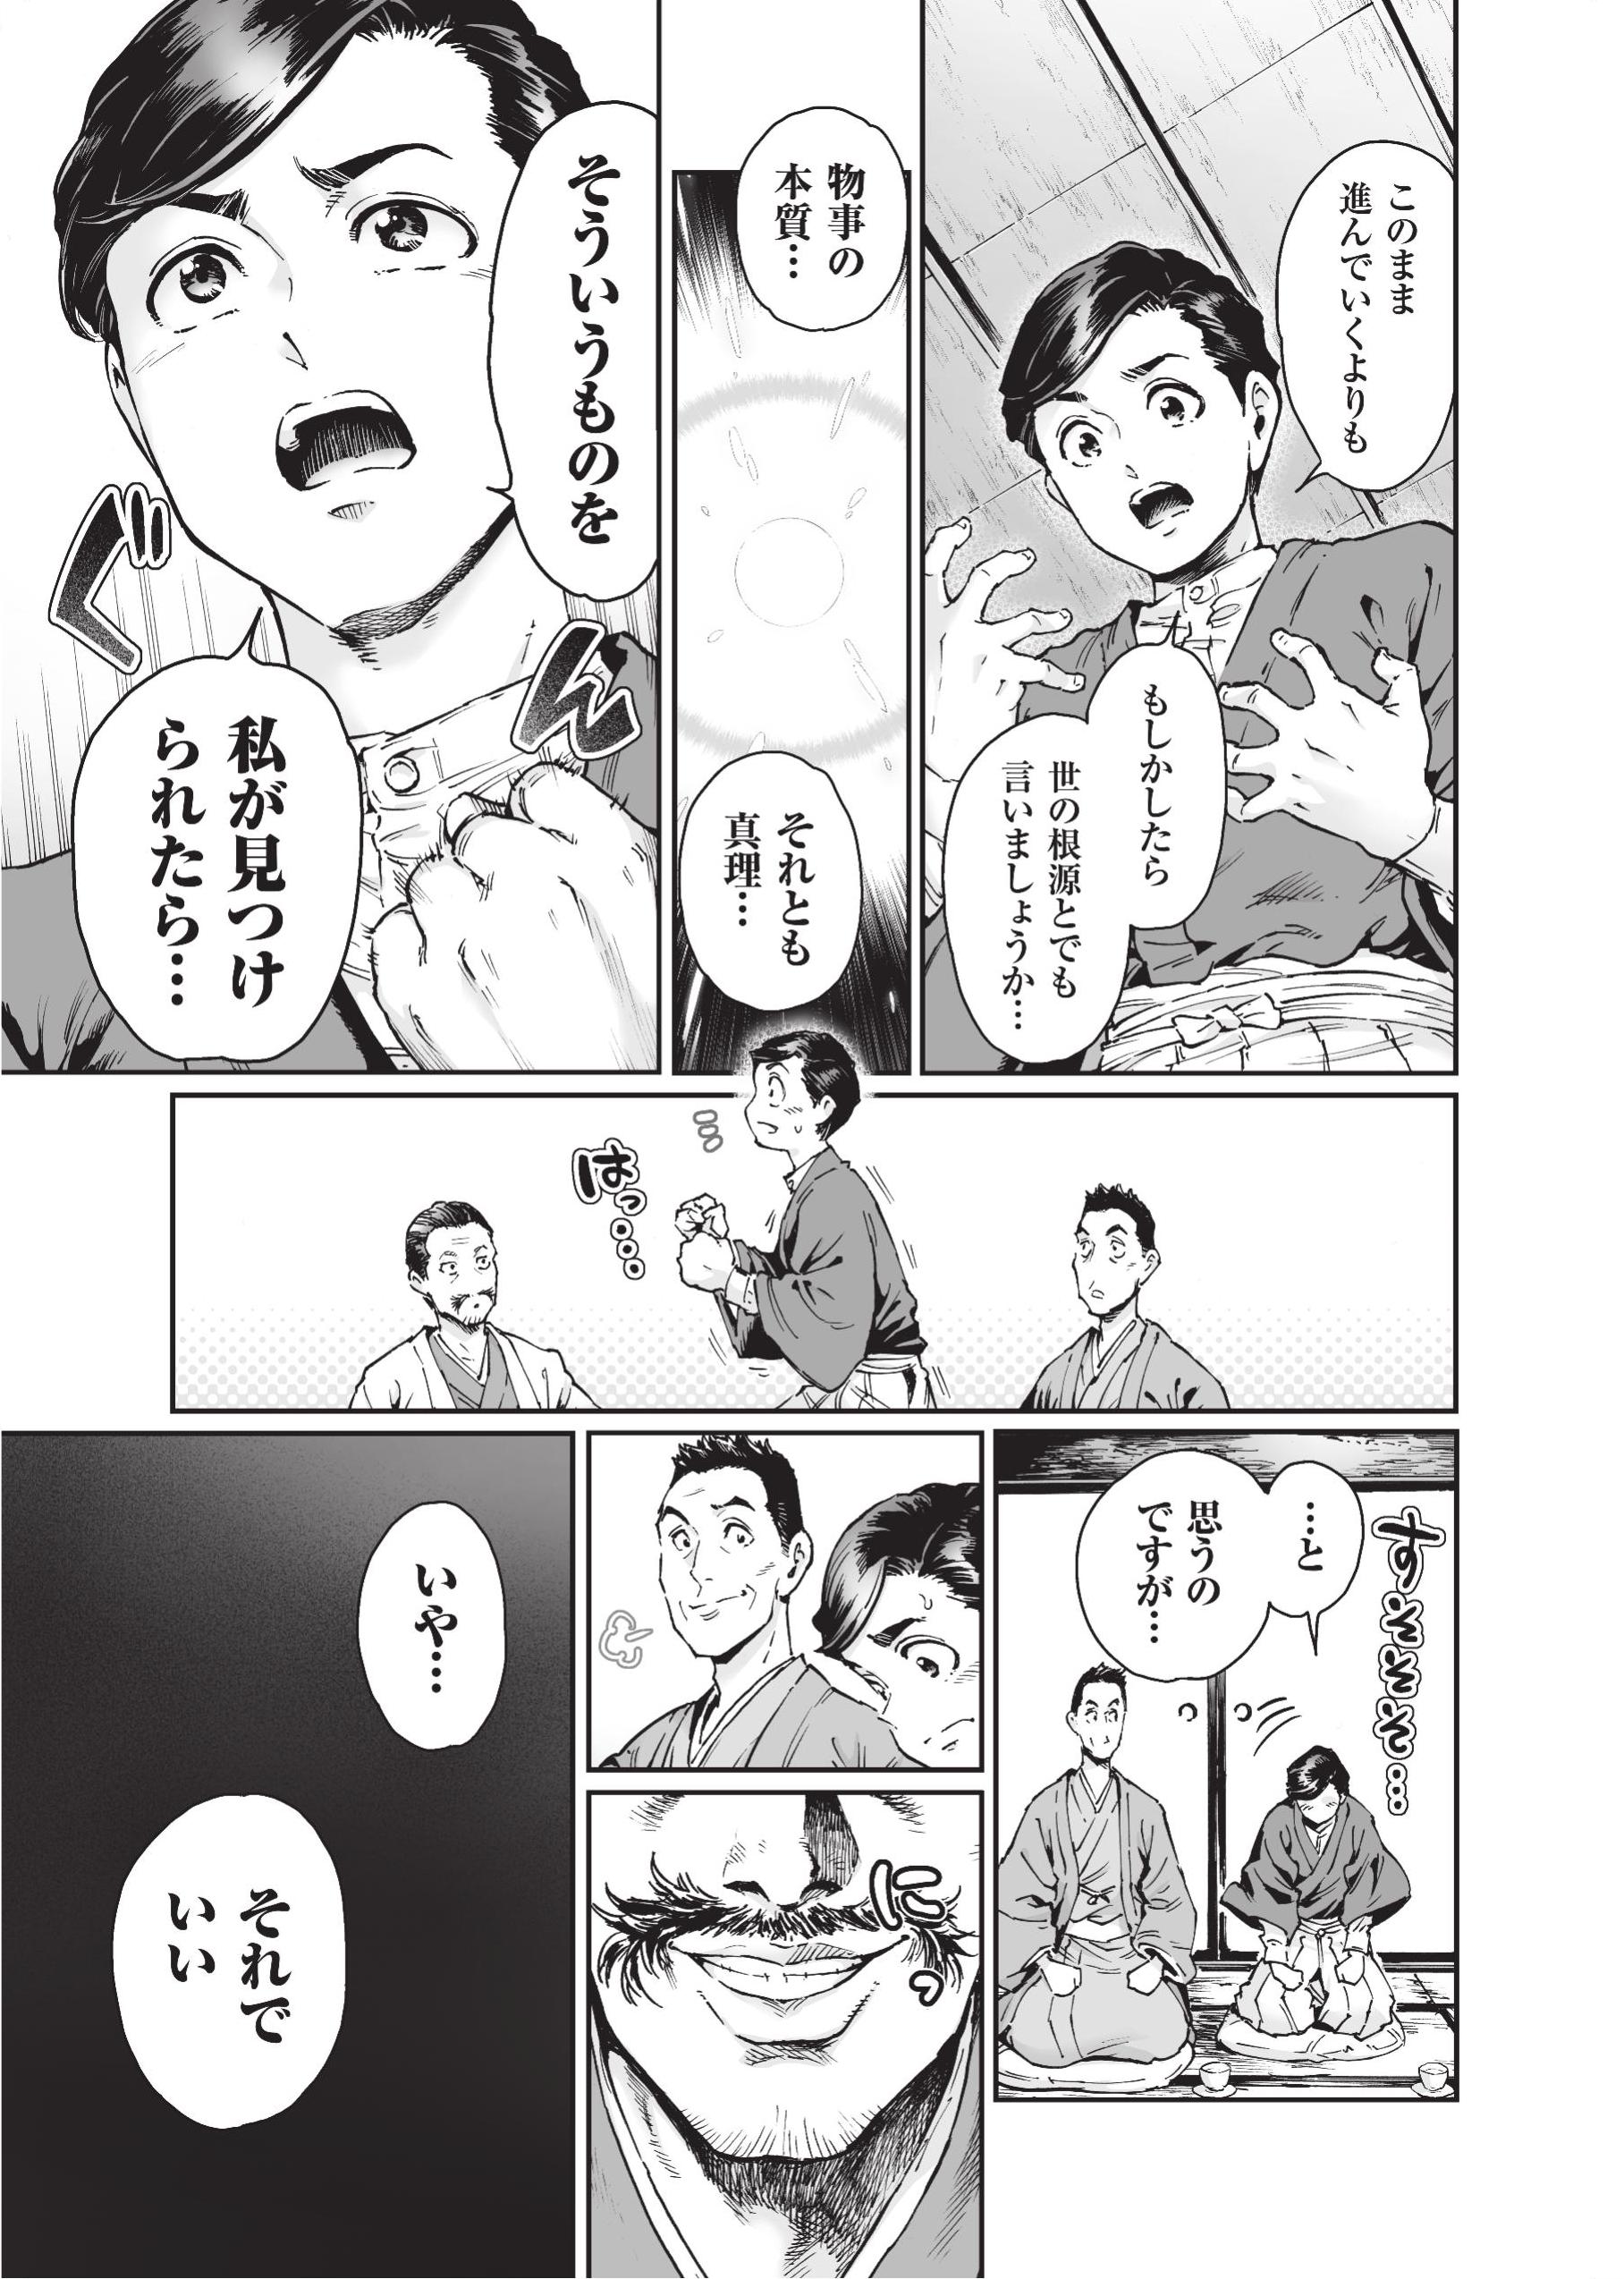 このまま
進んでいくよりも
もしかしたら
世の根源とでも
言いましょうか…
物事の
本質…
それとも
真理…
そういうものを
ぐんっ
私が見つけ
られたら…
はっ……
すそそそ……
…と
思うの
ですが…
にっ
いや…
それで
いい